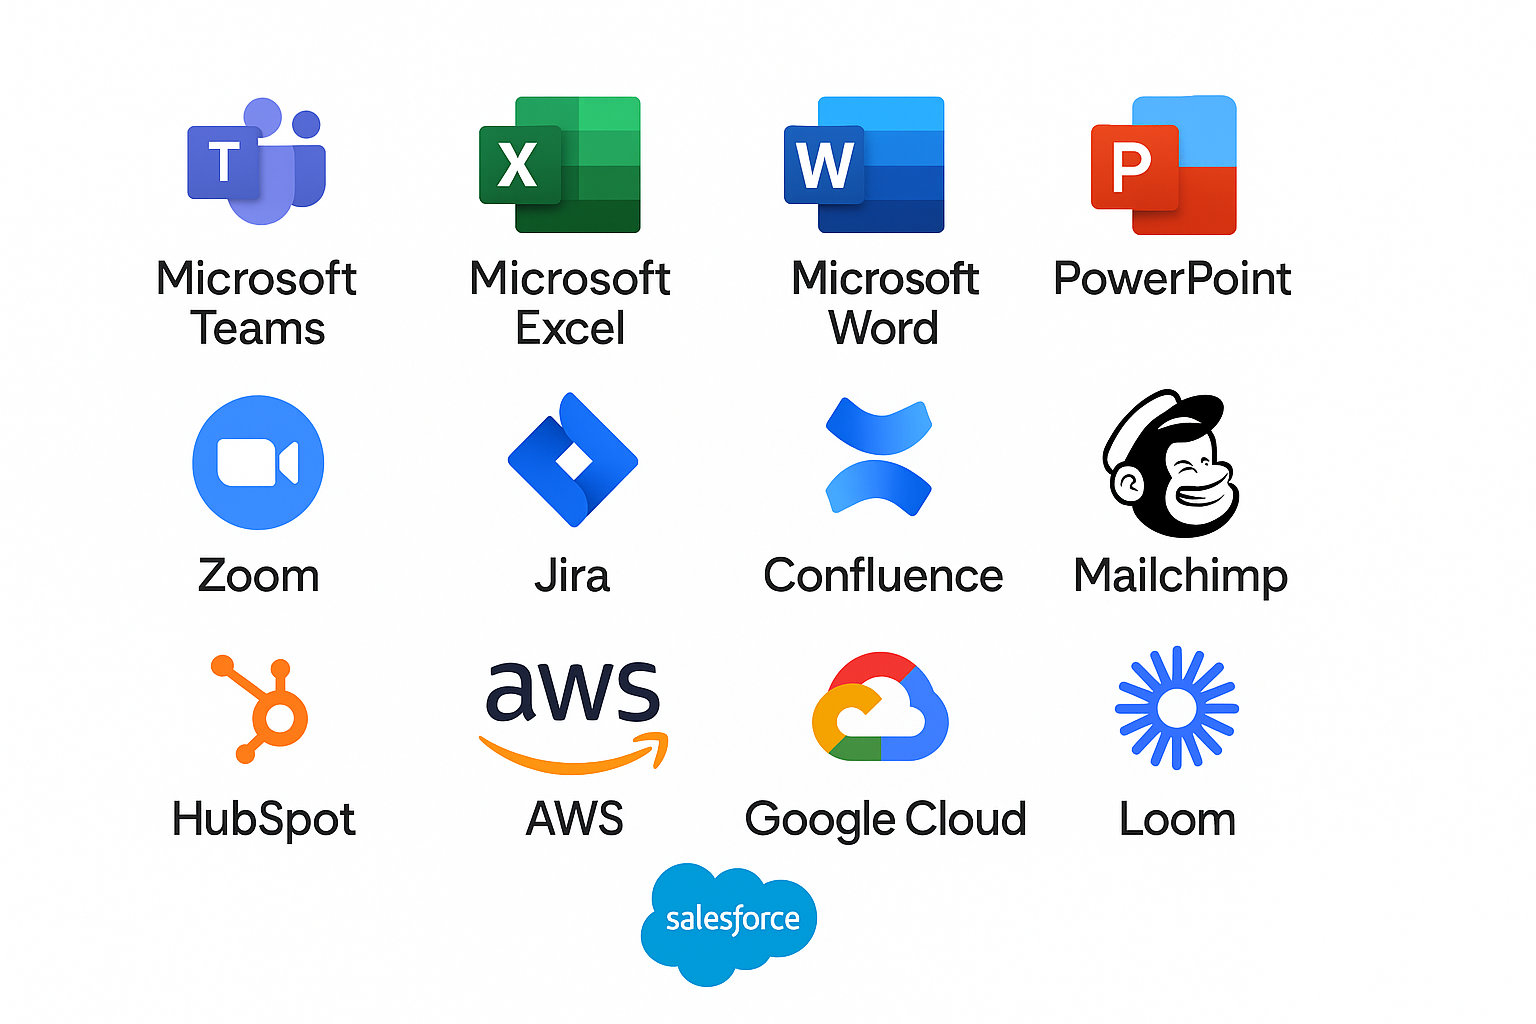 T
X
W
P
Microsoft
Teams
Microsoft
Excel
Microsoft
Word
PowerPoint
Zoom
Jira
Confluence
Mailchimp
aws
HubSpot
AWS
Google Cloud
Loom
salesforce